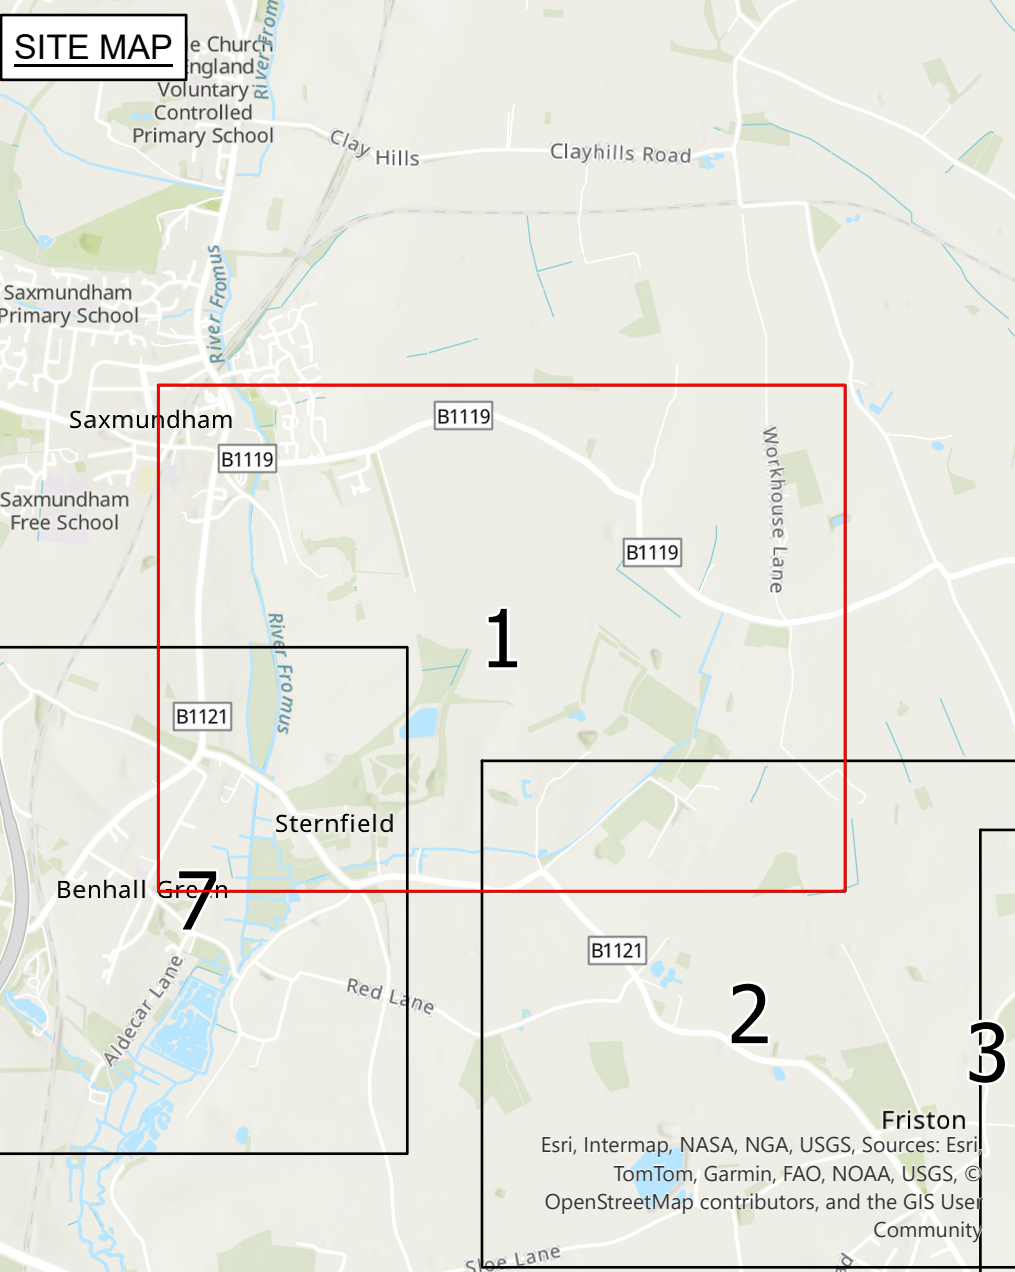 SITE MAP
e Church
England
Voluntary
Controlled
Primary School
River From
Clay Hills
Clayhills Road
River Fromus
Saxmundham
Primary School
Saxmundham
B1119
B1119
Workhouse Lane
Saxmundham
Free School
B1119
1
River Fromus
B1121
Sternfield
Benhall Green
7
B1121
Aldecar Lane
Red Lane
2
3
Friston
Esri, Intermap, NASA, NGA, USGS, Sources: Esri,
TomTom, Garmin, FAO, NOAA, USGS, ©
OpenStreetMap contributors, and the GIS User
Community
Sloe Lane